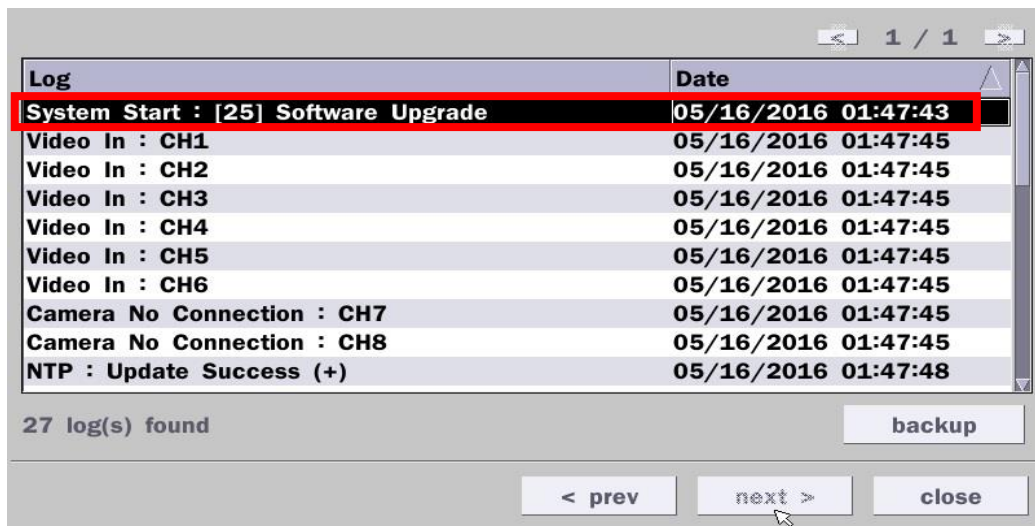 < 1 / 1 >
Log Date
System Start : [25] Software Upgrade 05/16/2016 01:47:43
Video In : CH1 05/16/2016 01:47:45
Video In : CH2 05/16/2016 01:47:45
Video In : CH3 05/16/2016 01:47:45
Video In : CH4 05/16/2016 01:47:45
Video In : CH5 05/16/2016 01:47:45
Video In : CH6 05/16/2016 01:47:45
Camera No Connection : CH7 05/16/2016 01:47:45
Camera No Connection : CH8 05/16/2016 01:47:45
NTP : Update Success (+) 05/16/2016 01:47:48
27 log(s) found backup
< prev next > close